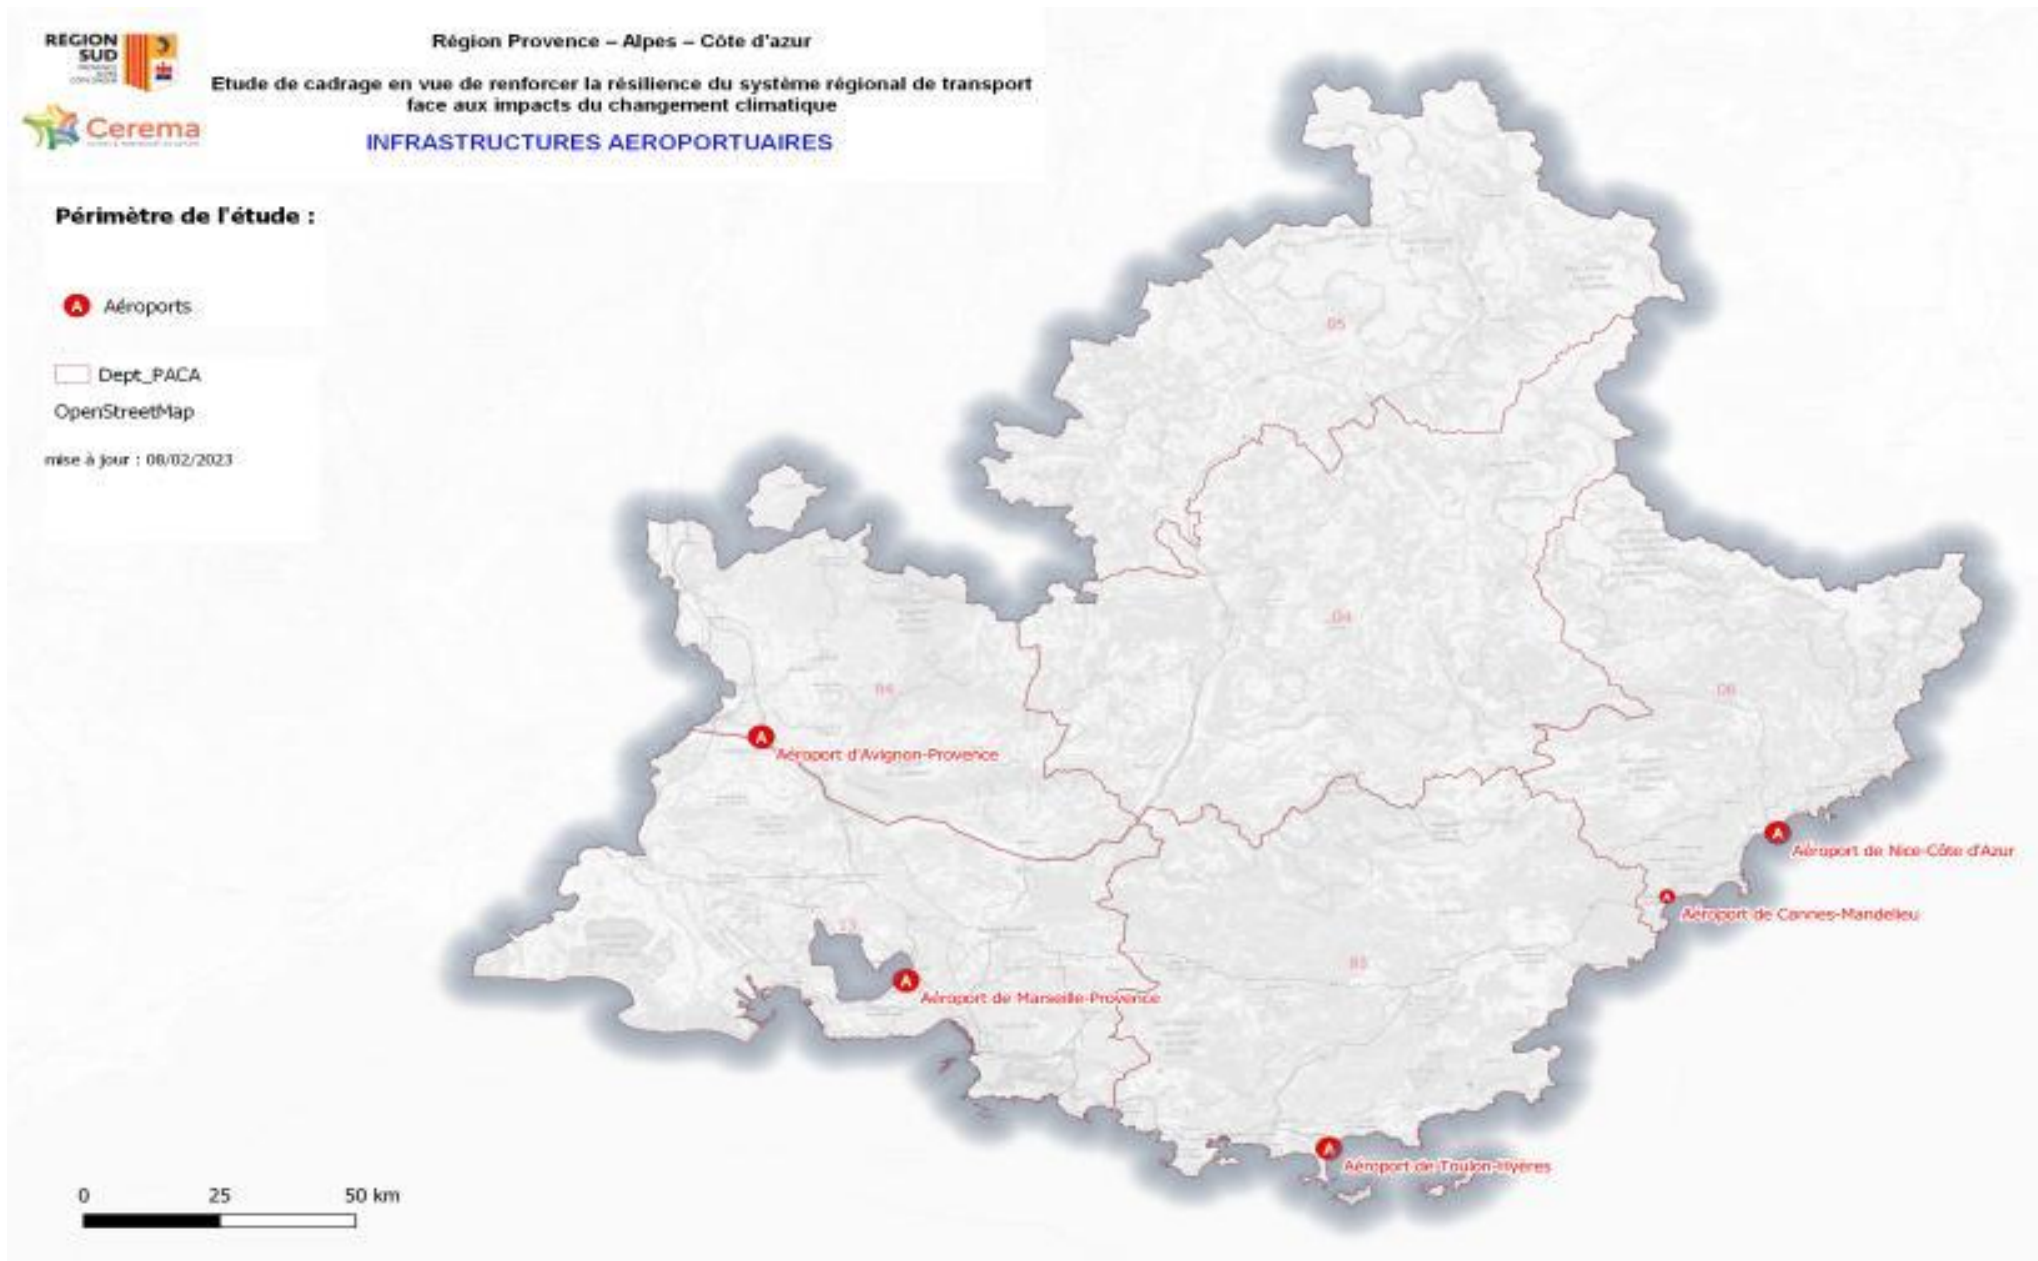 REGION
SUD
Cerema
Région Provence – Alpes – Côte d'azur
Etude de cadrage en vue de renforcer la résilience du système régional de transport
face aux impacts du changement climatique
INFRASTRUCTURES AEROPORTUAIRES
Périmètre de l'étude :
A Aéroports
Dept_PACA
OpenStreetMap
mise à jour : 08/02/2023
05
04
84
06
A
Aéroport d'Avignon-Provence
A
Aéroport de Nice-Côte d'Azur
A
Aéroport de Cannes-Mandelieu
13
83
A
Aéroport de Marseille-Provence
A
Aéroport de Toulon-Hyères
0 25 50 km